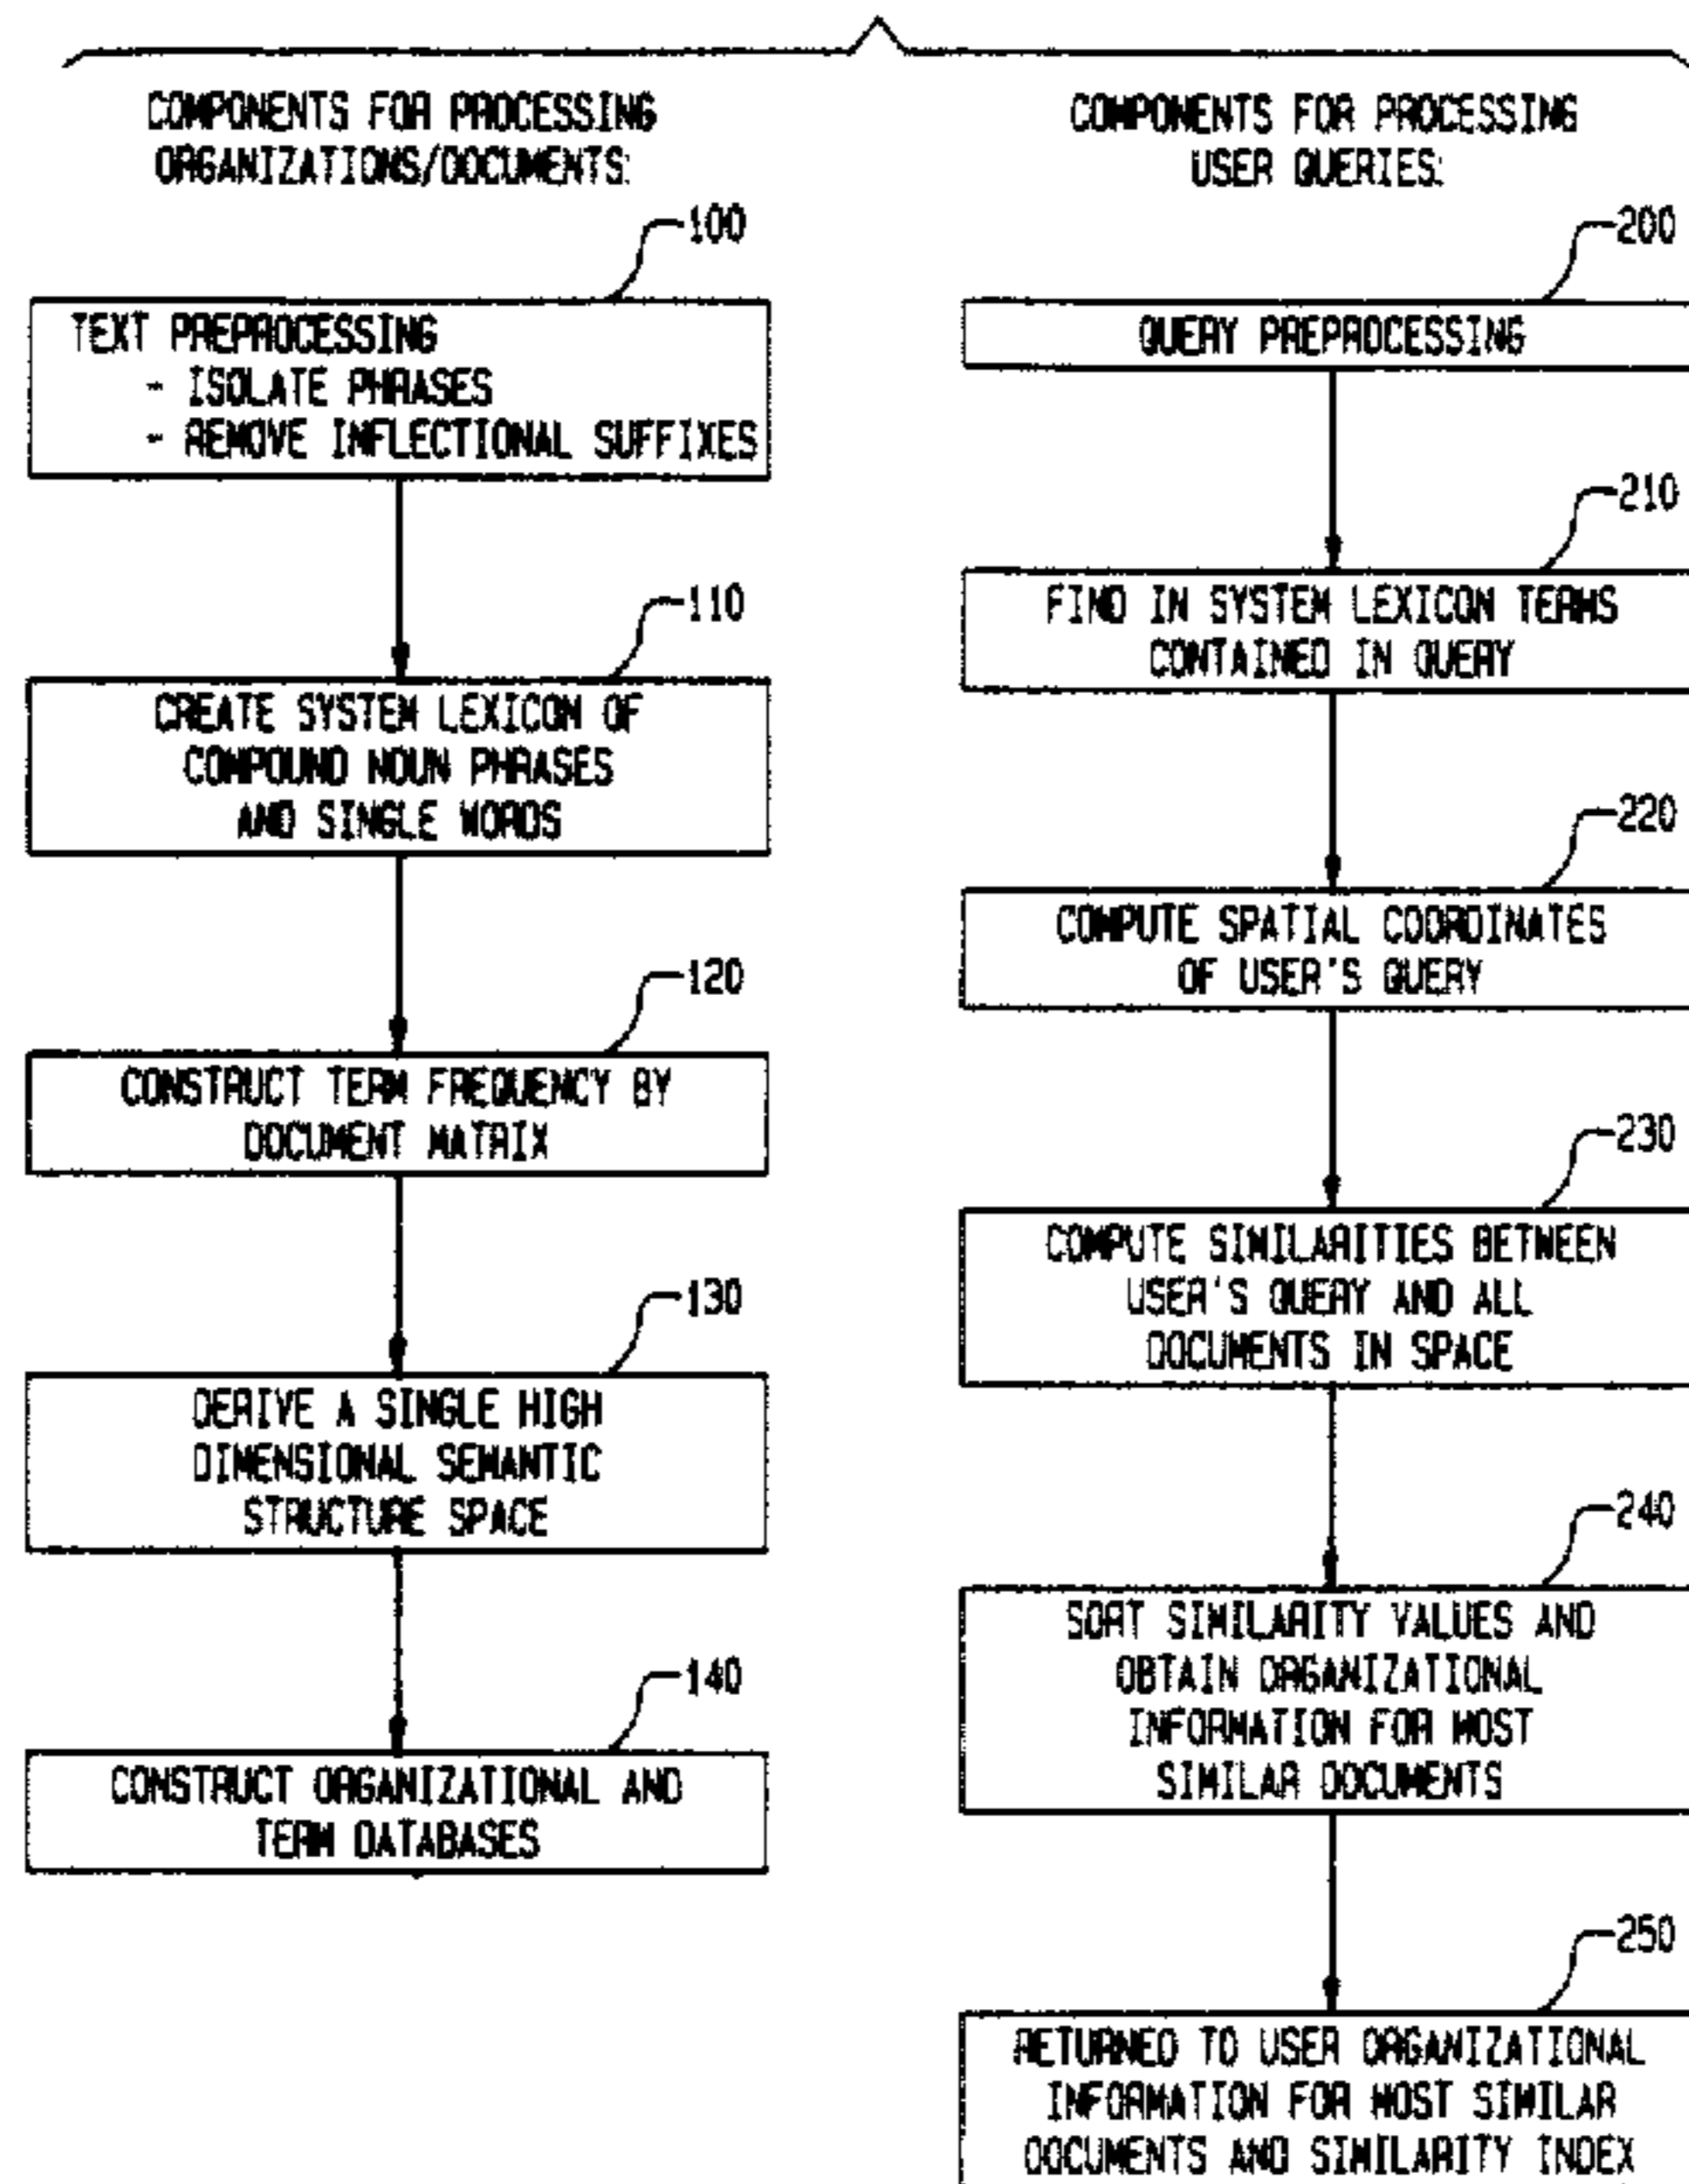 COMPONENTS FOR PROCESSING
ORGANIZATIONS/DOCUMENTS:
100
TEXT PREPROCESSING
- ISOLATE PHRASES
- REMOVE INFLECTIONAL SUFFIXES
110
CREATE SYSTEM LEXICON OF
COMPOUND NOUN PHRASES
AND SINGLE WORDS
120
CONSTRUCT TERM FREQUENCY BY
DOCUMENT MATRIX
130
DERIVE A SINGLE HIGH
DIMENSIONAL SEMANTIC
STRUCTURE SPACE
140
CONSTRUCT ORGANIZATIONAL AND
TERM DATABASES
COMPONENTS FOR PROCESSING
USER QUERIES:
200
QUERY PREPROCESSING
210
FIND IN SYSTEM LEXICON TERMS
CONTAINED IN QUERY
220
COMPUTE SPATIAL COORDINATES
OF USER'S QUERY
230
COMPUTE SIMILARITIES BETWEEN
USER'S QUERY AND ALL
DOCUMENTS IN SPACE
240
SORT SIMILARITY VALUES AND
OBTAIN ORGANIZATIONAL
INFORMATION FOR MOST
SIMILAR DOCUMENTS
250
RETURNED TO USER ORGANIZATIONAL
INFORMATION FOR MOST SIMILAR
DOCUMENTS AND SIMILARITY INDEX